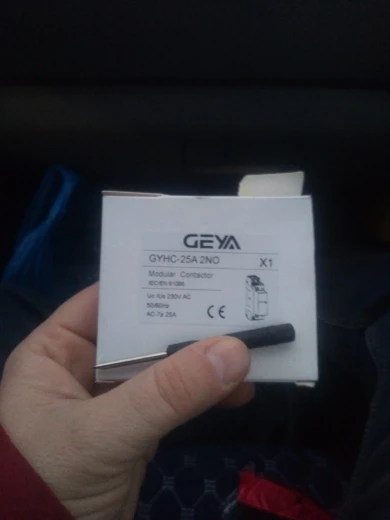 GEYA
GYHC-25A 2NO X1
Modular Contactor
IEC/EN 61095
Uc /Ue 230V AC
50/60Hz
AC-7a 25A
CE